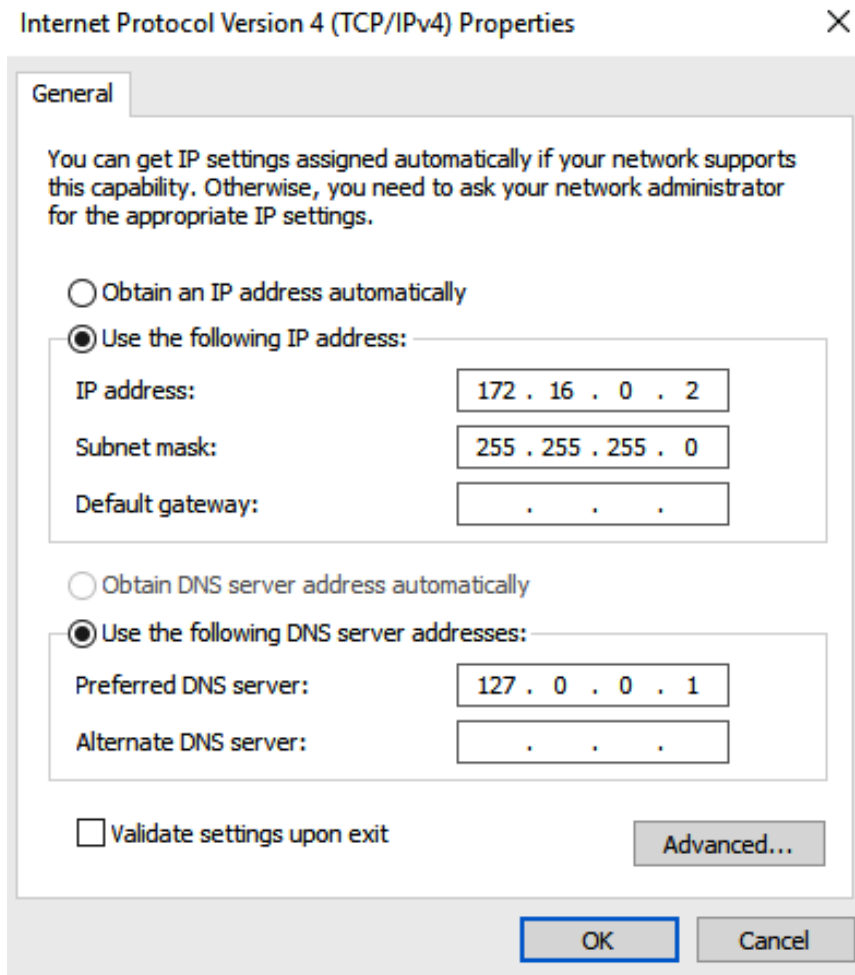 Internet Protocol Version 4 (TCP/IPv4) Properties
General
You can get IP settings assigned automatically if your network supports
this capability. Otherwise, you need to ask your network administrator
for the appropriate IP settings.
Obtain an IP address automatically
Use the following IP address:
IP address: 172 . 16 . 0 . 2
Subnet mask: 255 . 255 . 255 . 0
Default gateway: . . .
Obtain DNS server address automatically
Use the following DNS server addresses:
Preferred DNS server: 127 . 0 . 0 . 1
Alternate DNS server: . . .
Validate settings upon exit
Advanced...
OK Cancel